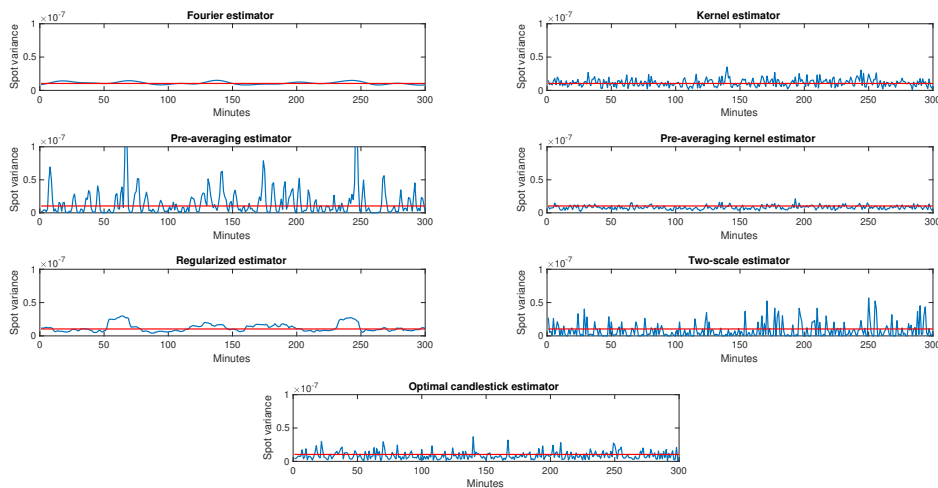 Fourier estimator
×10⁻⁷
1
0.5
0
Spot variance
0 50 100 150 200 250 300
Minutes
Kernel estimator
×10⁻⁷
1
0.5
0
Spot variance
0 50 100 150 200 250 300
Minutes
Pre-averaging estimator
×10⁻⁷
1
0.5
0
Spot variance
0 50 100 150 200 250 300
Minutes
Pre-averaging kernel estimator
×10⁻⁷
1
0.5
0
Spot variance
0 50 100 150 200 250 300
Minutes
Regularized estimator
×10⁻⁷
1
0.5
0
Spot variance
0 50 100 150 200 250 300
Minutes
Two-scale estimator
×10⁻⁷
1
0.5
0
Spot variance
0 50 100 150 200 250 300
Minutes
Optimal candlestick estimator
×10⁻⁷
1
0.5
0
Spot variance
0 50 100 150 200 250 300
Minutes